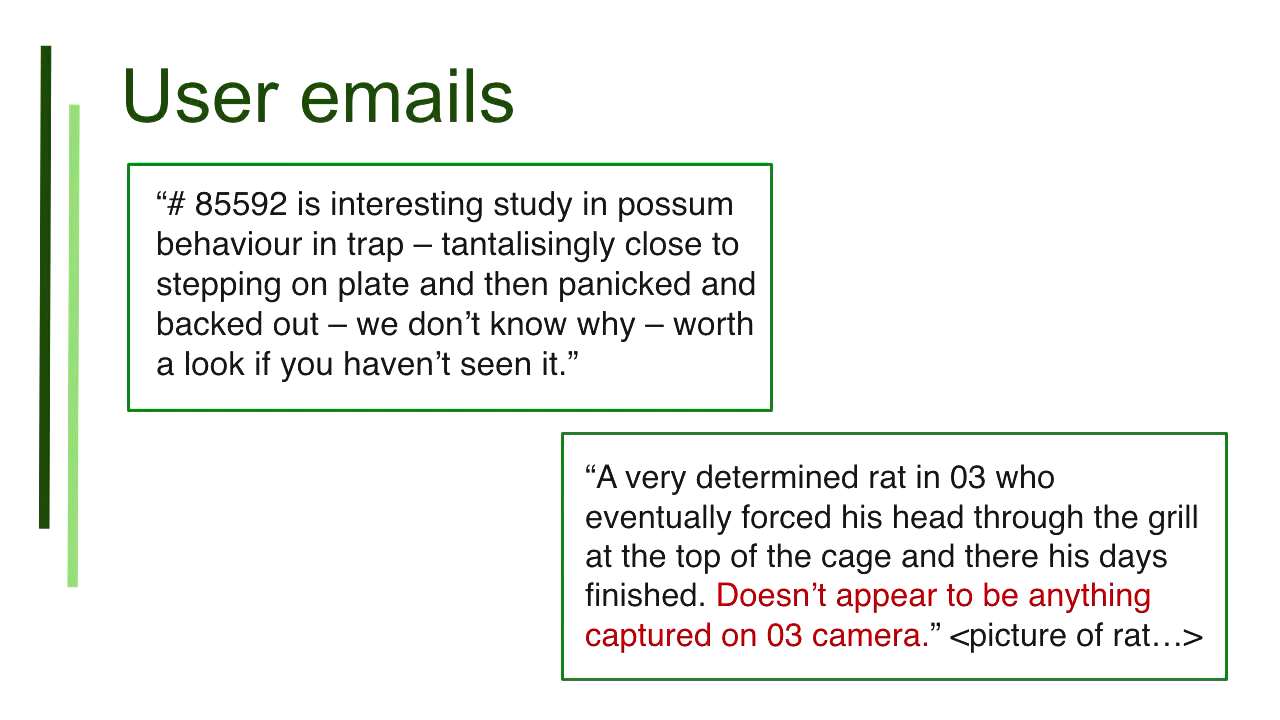 User emails
“# 85592 is interesting study in possum
behaviour in trap – tantalisingly close to
stepping on plate and then panicked and
backed out – we don’t know why – worth
a look if you haven’t seen it.”
“A very determined rat in 03 who
eventually forced his head through the grill
at the top of the cage and there his days
finished. Doesn’t appear to be anything
captured on 03 camera.” <picture of rat…>